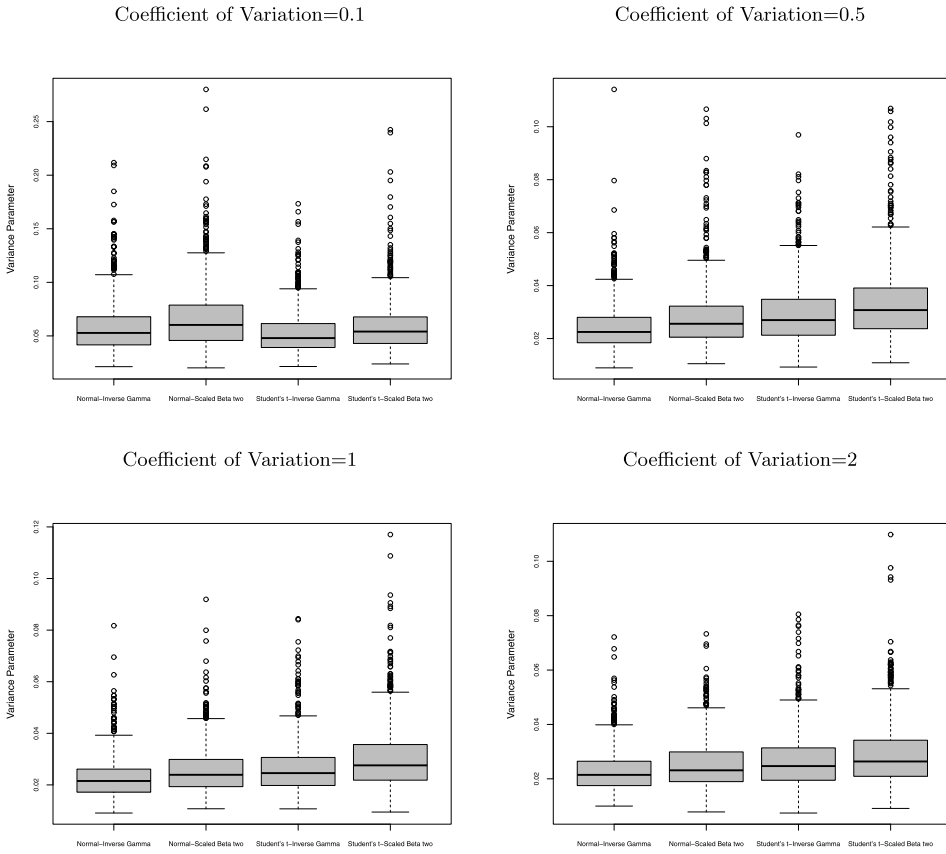 Coefficient of Variation=0.1
Variance Parameter
0.25
0.20
0.15
0.10
0.05
Normal−Inverse Gamma Normal−Scaled Beta two Student's t−Inverse Gamma Student's t−Scaled Beta two
Coefficient of Variation=0.5
Variance Parameter
0.10
0.08
0.06
0.04
0.02
Normal−Inverse Gamma Normal−Scaled Beta two Student's t−Inverse Gamma Student's t−Scaled Beta two
Coefficient of Variation=1
Variance Parameter
0.12
0.10
0.08
0.06
0.04
0.02
Normal−Inverse Gamma Normal−Scaled Beta two Student's t−Inverse Gamma Student's t−Scaled Beta two
Coefficient of Variation=2
Variance Parameter
0.10
0.08
0.06
0.04
0.02
Normal−Inverse Gamma Normal−Scaled Beta two Student's t−Inverse Gamma Student's t−Scaled Beta two